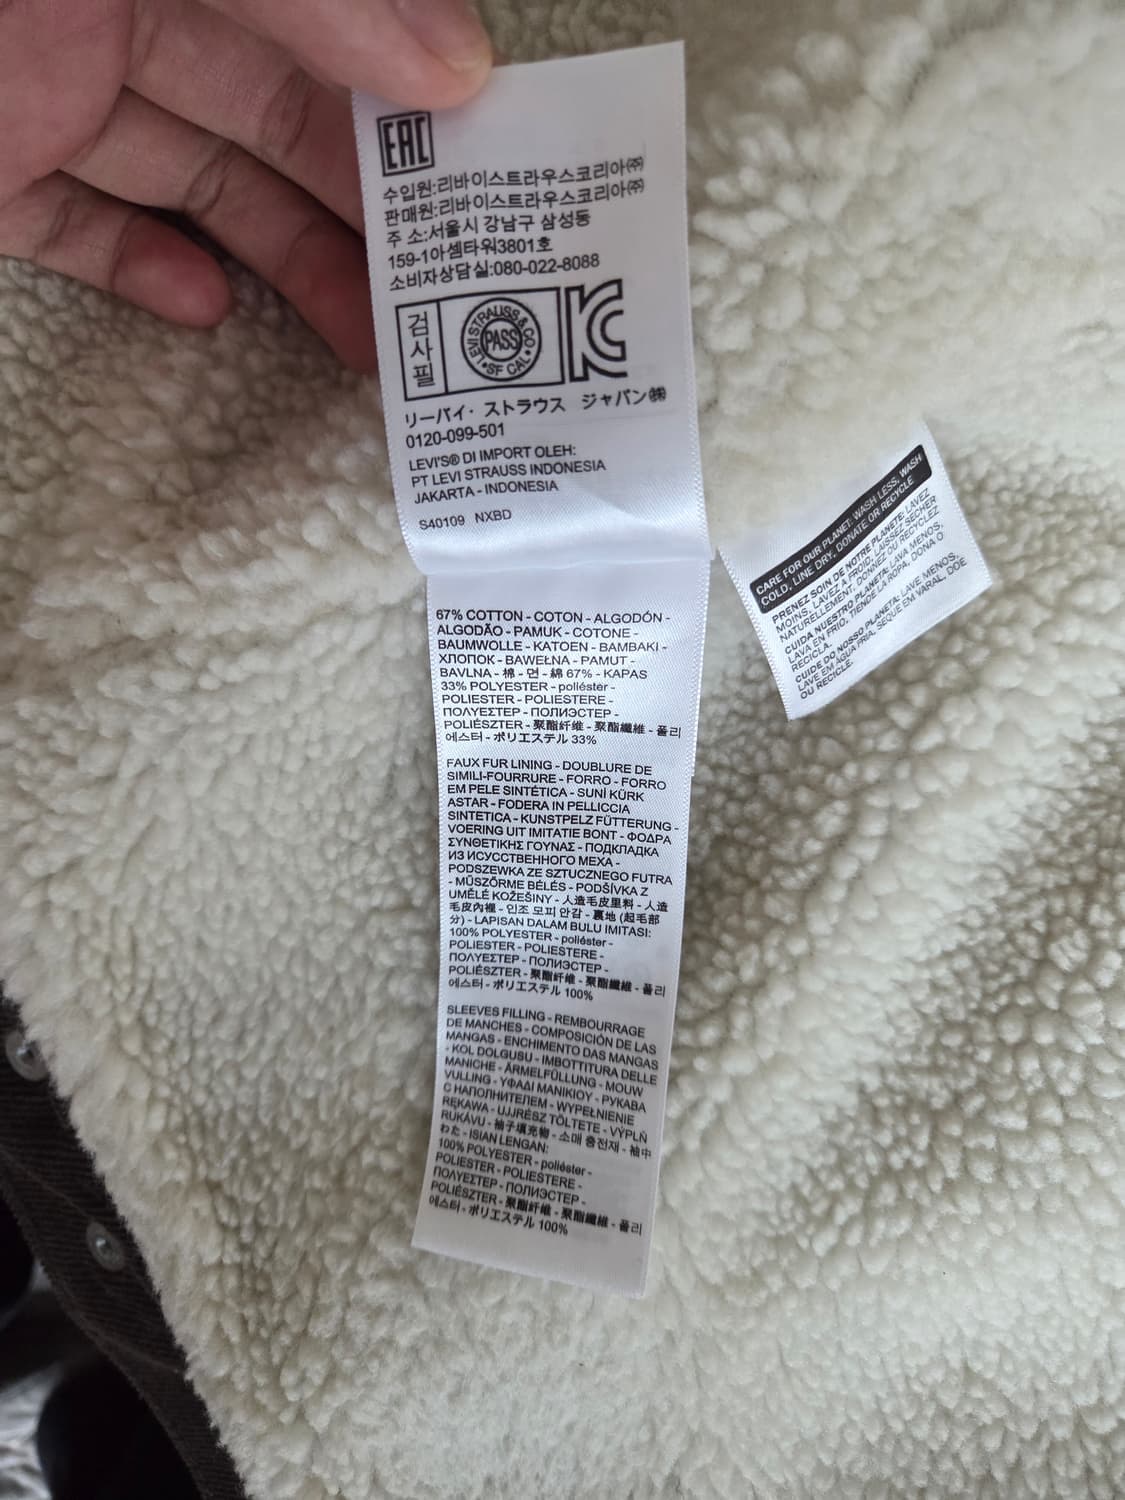 EAC
수입원:리바이스트라우스코리아㈜
판매원:리바이스트라우스코리아㈜
주 소:서울시 강남구 삼성동
159-1아셈타워3801호
소비자상담실:080-022-8088
검사필
LEVI STRAUSS & CO
PASS
SF CAL
KC
リーバイ・ストラウス ジャパン㈱
0120-099-501
LEVI'S® DI IMPORT OLEH:
PT LEVI STRAUSS INDONESIA
JAKARTA - INDONESIA
S40109 NXBD
67% COTTON - COTON - ALGODÓN -
ALGODÃO - PAMUK - COTONE -
BAUMWOLLE - KATOEN - BAMBAKI -
ХЛОПОК - BAWEŁNA - PAMUT -
BAVLNA - 棉 - 면 - 綿 67% - KAPAS
33% POLYESTER - poliéster -
POLIESTER - POLIESTERE -
ΠΟΛΥΕΣΤΕΡ - ПОЛИЭСТЕР -
POLIÉSZTER - 聚酯纤维 - 聚酯纖維 - 폴리
에스터 - ポリエステル 33%
FAUX FUR LINING - DOUBLURE DE
SIMILI-FOURRURE - FORRO - FORRO
EM PELE SINTÉTICA - SUNİ KÜRK
ASTAR - FODERA IN PELLICCIA
SINTETICA - KUNSTPELZ FÜTTERUNG -
VOERING UIT IMITATIE BONT - ΦΟΔΡΑ
ΣΥΝΘΕΤΙΚΗΣ ΓΟΥΝΑΣ - ПОДКЛАДКА
ИЗ ИСУССТВЕННОГО МЕХА -
PODSZEWKA ZE SZTUCZNEGO FUTRA
- MŰSZŐRME BÉLÉS - PODŠÍVKA Z
UMĚLÉ KOŽEŠINY - 人造毛皮里料 - 人造
毛皮內裡 - 인조 모피 안감 - 裏地 (起毛部
分) - LAPISAN DALAM BULU IMITASI:
100% POLYESTER - poliéster -
POLIESTER - POLIESTERE -
ΠΟΛΥΕΣΤΕΡ - ПОЛИЭСТЕР -
POLIÉSZTER - 聚酯纤维 - 聚酯纖維 - 폴리
에스터 - ポリエステル 100%
SLEEVES FILLING - REMBOURRAGE
DE MANCHES - COMPOSICIÓN DE LAS
MANGAS - ENCHIMENTO DAS MANGAS
- KOL DOLGUSU - IMBOTTITURA DELLE
MANICHE - ÄRMELFÜLLUNG - MOUW
VULLING - ΥΦΑΔΙ ΜΑΝΙΚΙΟΥ - РУКАВА
С НАПОЛНИТЕЛЕМ - WYPEŁNIENIE
RĘKAWA - UJJRÉSZ TÖLTETE - VÝPLŇ
RUKÁVU - 袖子填充物 - 소매 충전재 - 袖中
わた - ISIAN LENGAN:
100% POLYESTER - poliéster -
POLIESTER - POLIESTERE -
ΠΟΛΥΕΣΤΕΡ - ПОЛИЭСТЕР -
POLIÉSZTER - 聚酯纤维 - 聚酯纖維 - 폴리
에스터 - ポリエステル 100%
CARE FOR OUR PLANET: WASH LESS, WASH
COLD, LINE DRY, DONATE OR RECYCLE
PRENEZ SOIN DE NOTRE PLANÈTE: LAVEZ
MOINS, LAVEZ À FROID, LAISSEZ SÉCHER
NATURELLEMENT, DONNEZ OU RECYCLEZ
CUIDA NUESTRO PLANETA: LAVA MENOS,
LAVA EN FRÍO, TIENDE LA ROPA, DONA O
RECICLA.
CUIDE DO NOSSO PLANETA: LAVE MENOS,
LAVE EM ÁGUA FRIA, SEQUE EM VARAL, DOE
OU RECICLE.